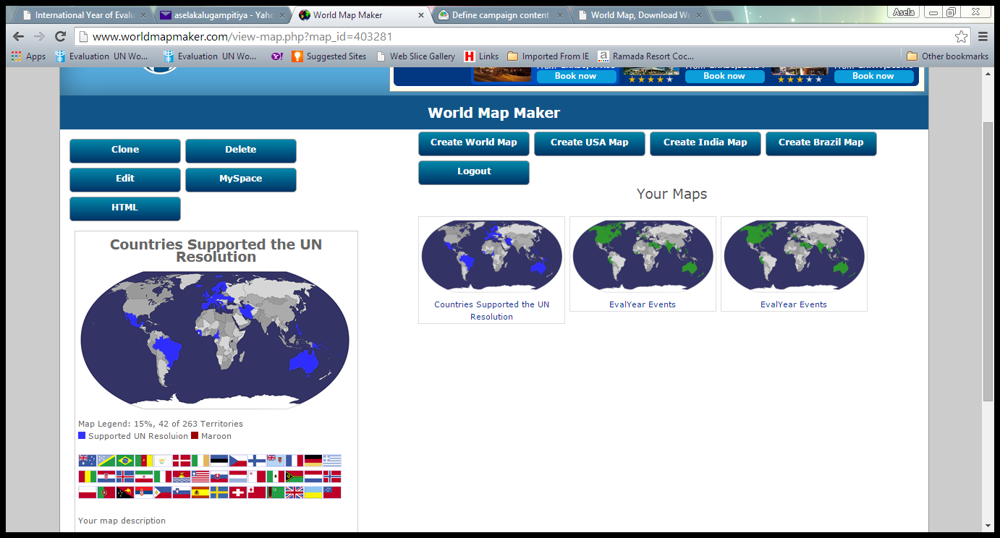 International Year of Evalu
aselakalugampitiya - Yaho
World Map Maker
Define campaign content
World Map, Download Wo
Asela
www.worldmapmaker.com/view-map.php?map_id=403281
Apps
Evaluation UN Wo...
Evaluation UN Wo...
Suggested Sites
Web Slice Gallery
Links
Imported From IE
Ramada Resort Coc...
Other bookmarks
Book now
Book now
Book now
World Map Maker
Clone
Delete
Edit
MySpace
HTML
Create World Map
Create USA Map
Create India Map
Create Brazil Map
Logout
Your Maps
Countries Supported the UN
Resolution
EvalYear Events
EvalYear Events
Countries Supported the UN
Resolution
Map Legend: 15%, 42 of 263 Territories
Supported UN Resoluion
Maroon
Your map description